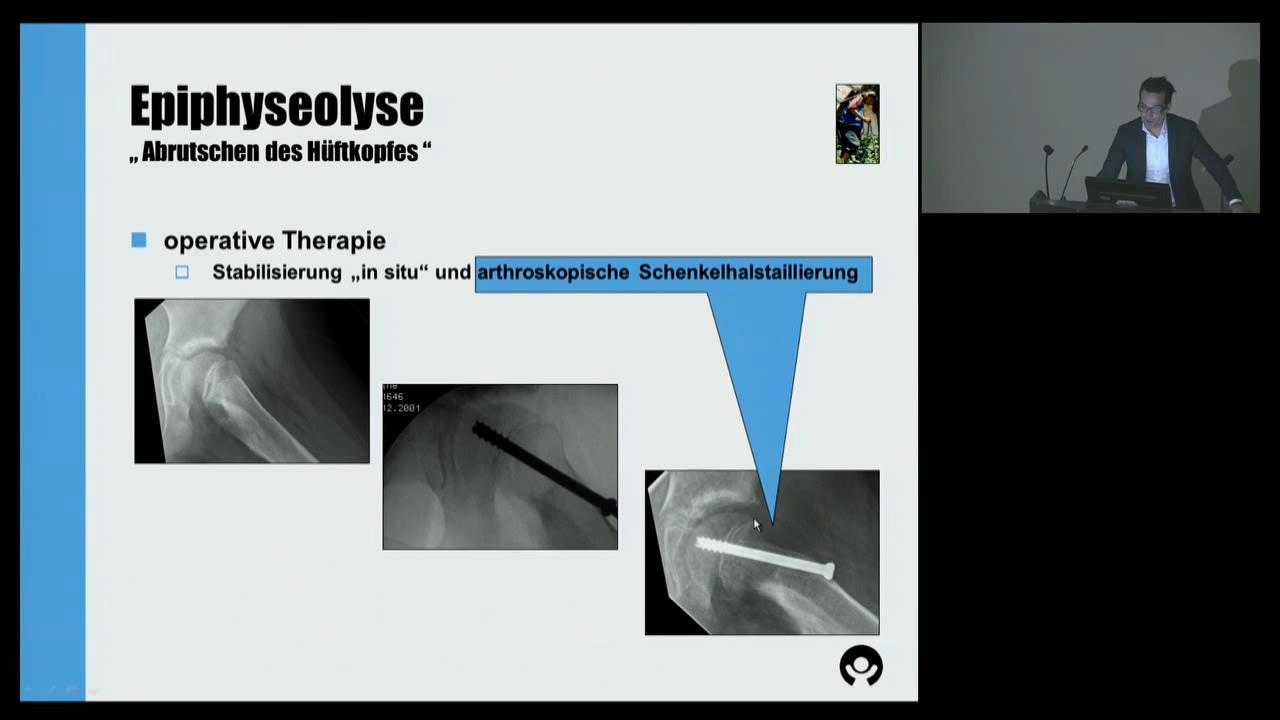 Epiphyseolyse
„ Abrutschen des Hüftkopfes “
operative Therapie
Stabilisierung „in situ“ und arthroskopische Schenkelhalstaillierung
1646
12.2001